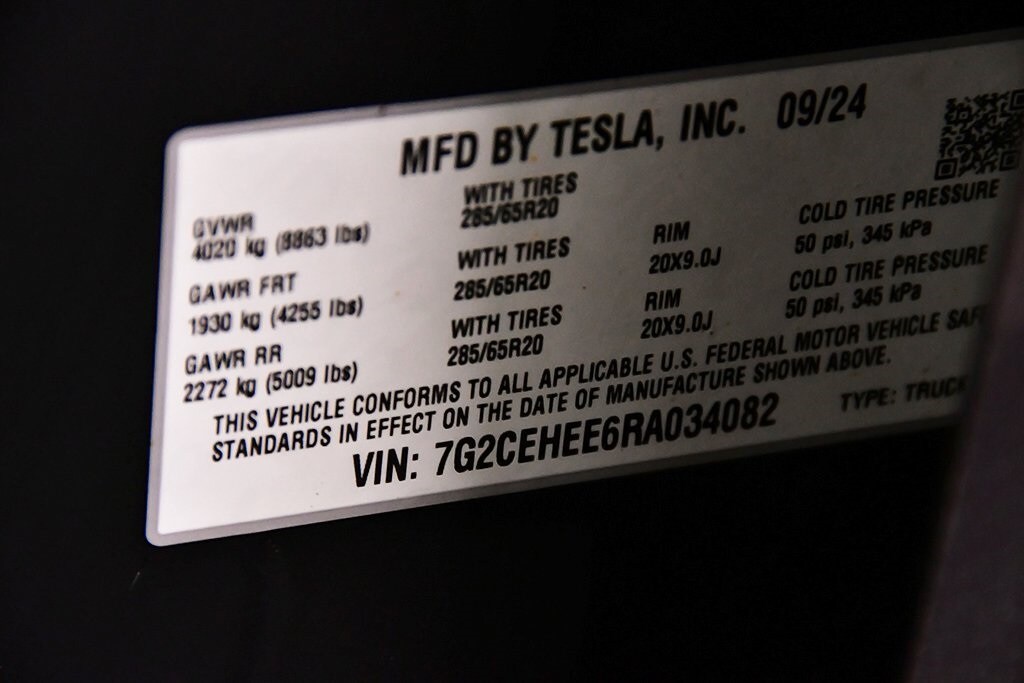 MFD BY TESLA, INC. 09/24
GVWR WITH TIRES
4020 kg (8863 lbs) 285/65R20
GAWR FRT WITH TIRES RIM COLD TIRE PRESSURE
1930 kg (4255 lbs) 285/65R20 20X9.0J 50 psi, 345 kPa
GAWR RR WITH TIRES RIM COLD TIRE PRESSURE
2272 kg (5009 lbs) 285/65R20 20X9.0J 50 psi, 345 kPa
THIS VEHICLE CONFORMS TO ALL APPLICABLE U.S. FEDERAL MOTOR VEHICLE SAF
STANDARDS IN EFFECT ON THE DATE OF MANUFACTURE SHOWN ABOVE.
VIN: 7G2CEHEE6RA034082 TYPE: TRUCK